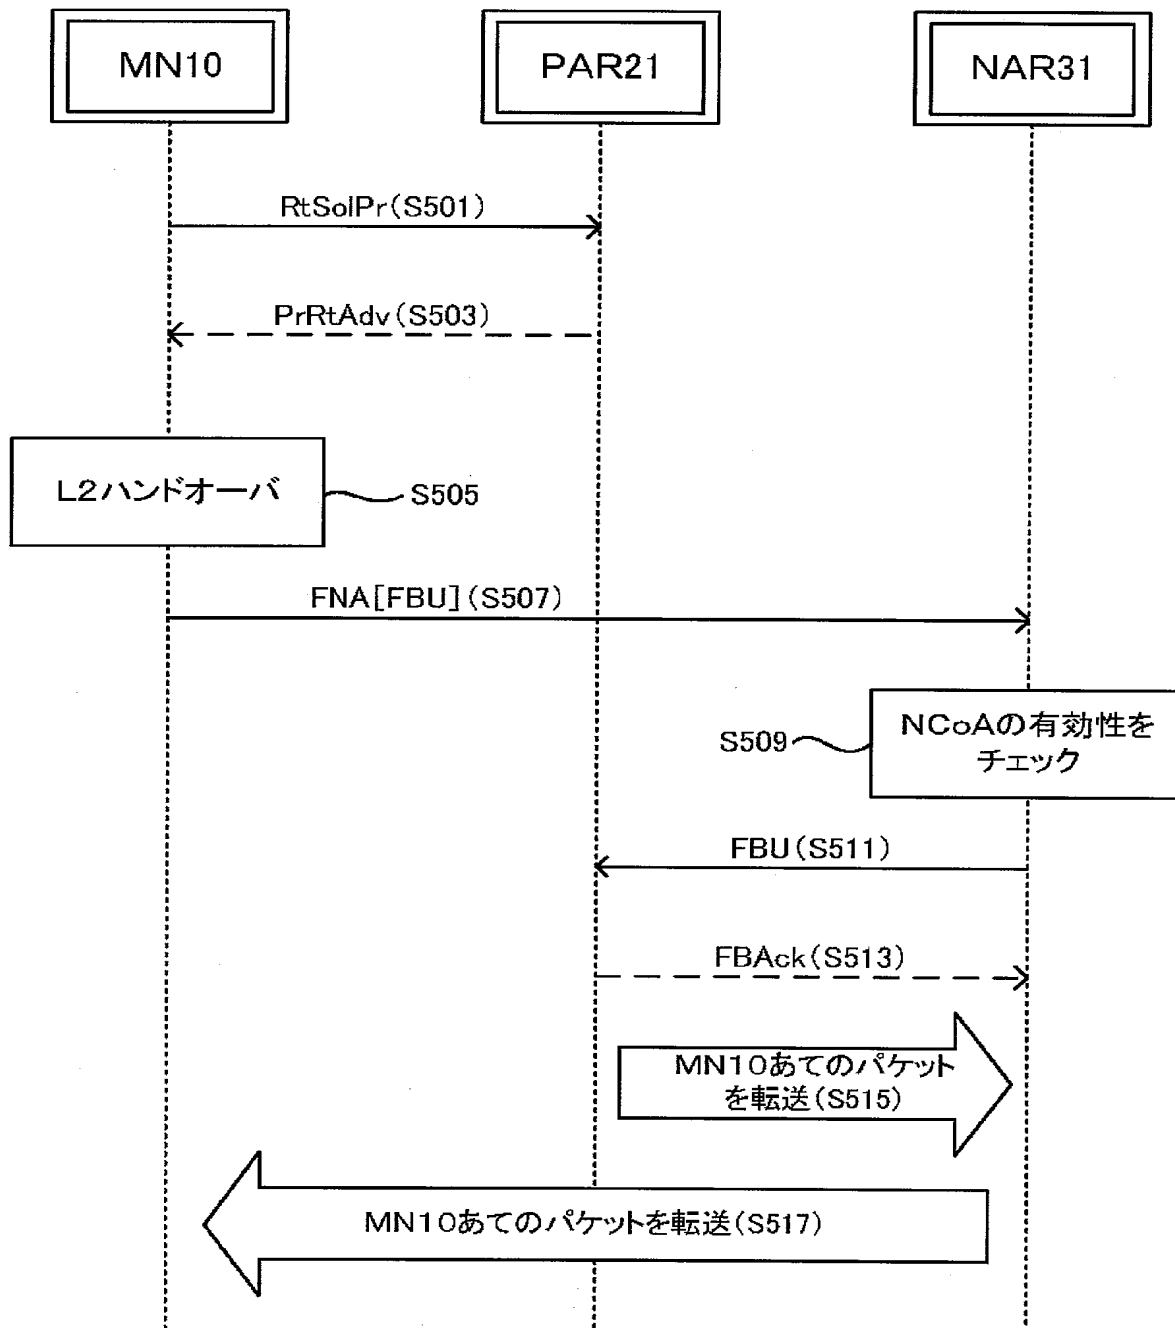 MN10
PAR21
NAR31
RtSolPr(S501)
PrRtAdv(S503)
L2ハンドオーバ
S505
FNA[FBU](S507)
NCoAの有効性を
チェック
S509
FBU(S511)
FBAck(S513)
MN10あてのパケット
を転送(S515)
MN10あてのパケットを転送(S517)